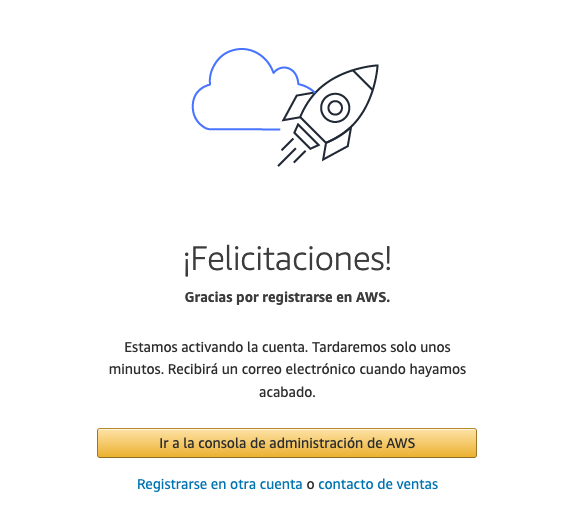 ¡Felicitaciones!
Gracias por registrarse en AWS.
Estamos activando la cuenta. Tardaremos solo unos
minutos. Recibirá un correo electrónico cuando hayamos
acabado.
Ir a la consola de administración de AWS
Registrarse en otra cuenta o contacto de ventas